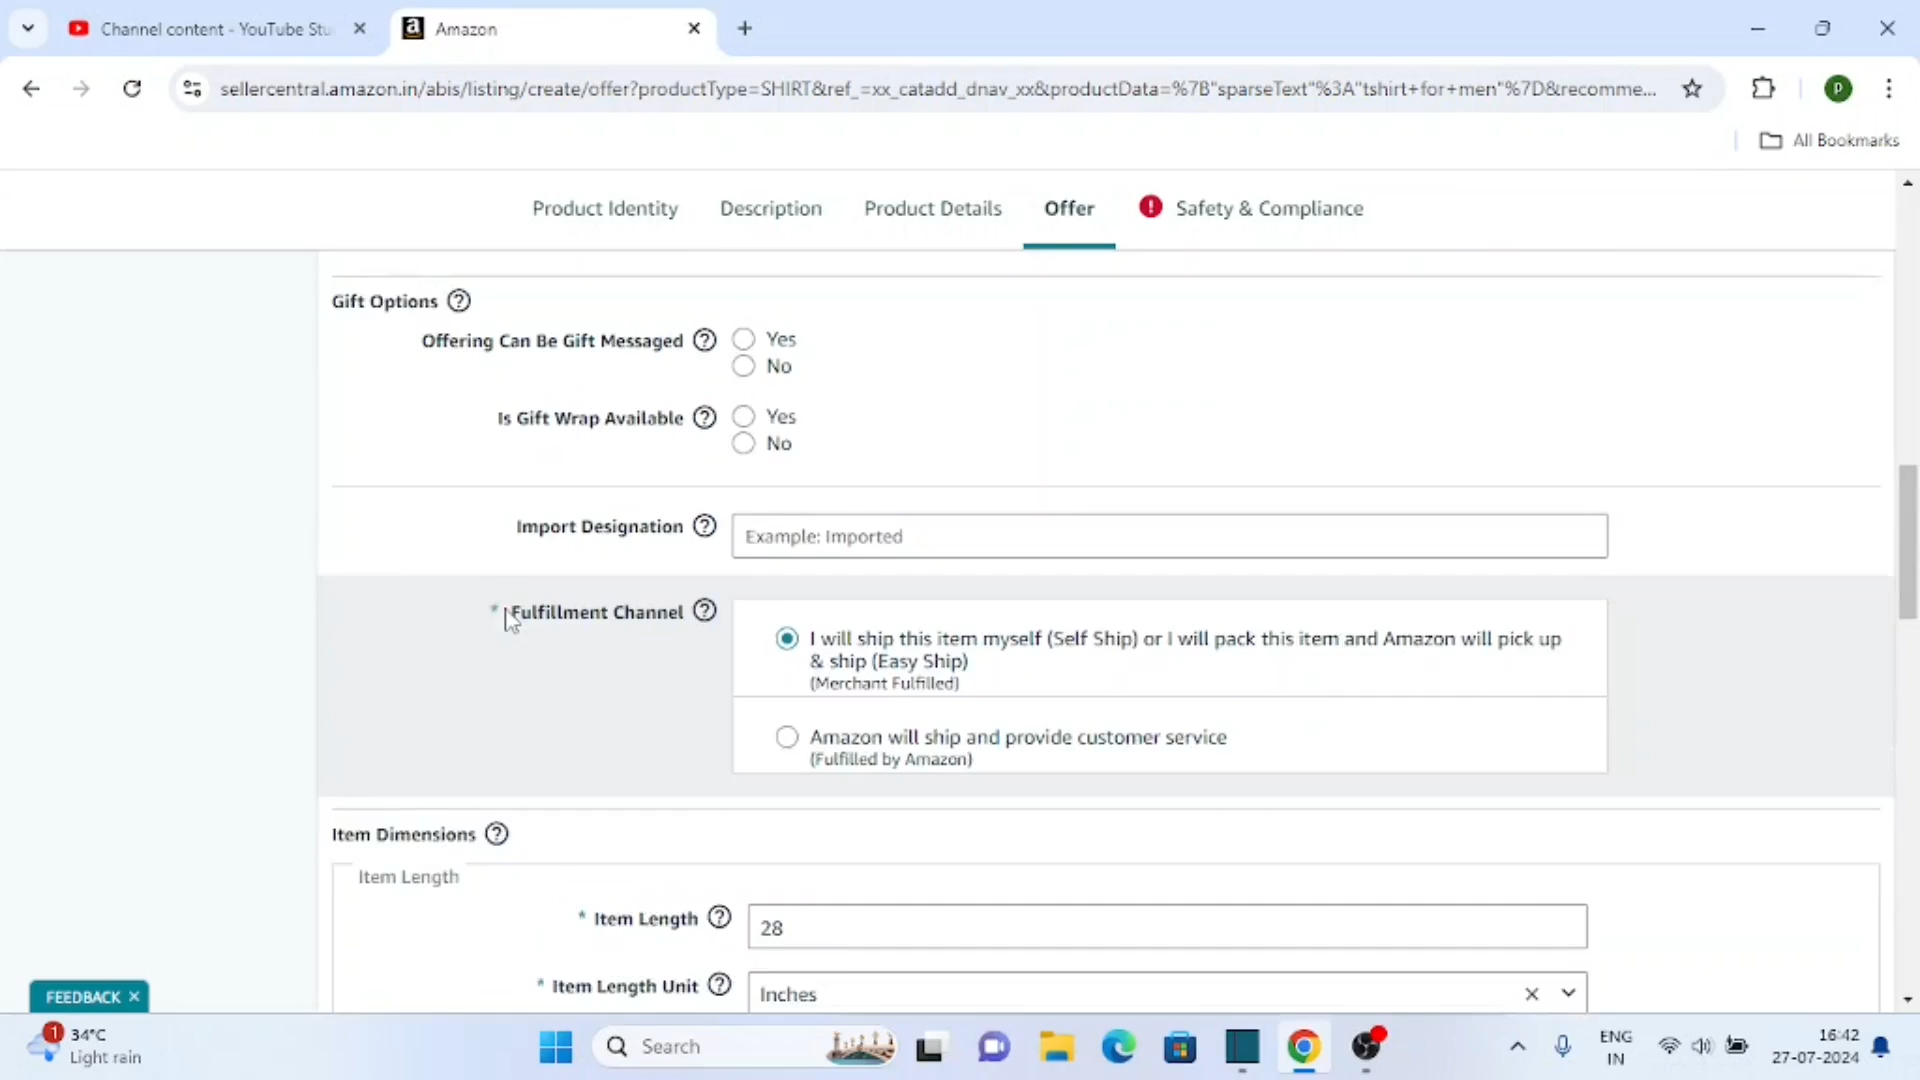 Channel content - YouTube Stu
Amazon
sellercentral.amazon.in/abis/listing/create/offer?productType=SHIRT&ref_=xx_catadd_dnav_xx&productData=%7B"sparseText"%3A"tshirt+for+men"%7D&recomme...
P
All Bookmarks
Product Identity Description Product Details Offer ! Safety & Compliance
Gift Options ?
Offering Can Be Gift Messaged ? Yes
No
Is Gift Wrap Available ? Yes
No
Import Designation ? Example: Imported
* Fulfillment Channel ?
I will ship this item myself (Self Ship) or I will pack this item and Amazon will pick up
& ship (Easy Ship)
(Merchant Fulfilled)
Amazon will ship and provide customer service
(Fulfilled by Amazon)
Item Dimensions ?
Item Length
* Item Length ? 28
* Item Length Unit ? Inches
FEEDBACK ×
1 34°C
Light rain
Search
ENG
IN
16:42
27-07-2024